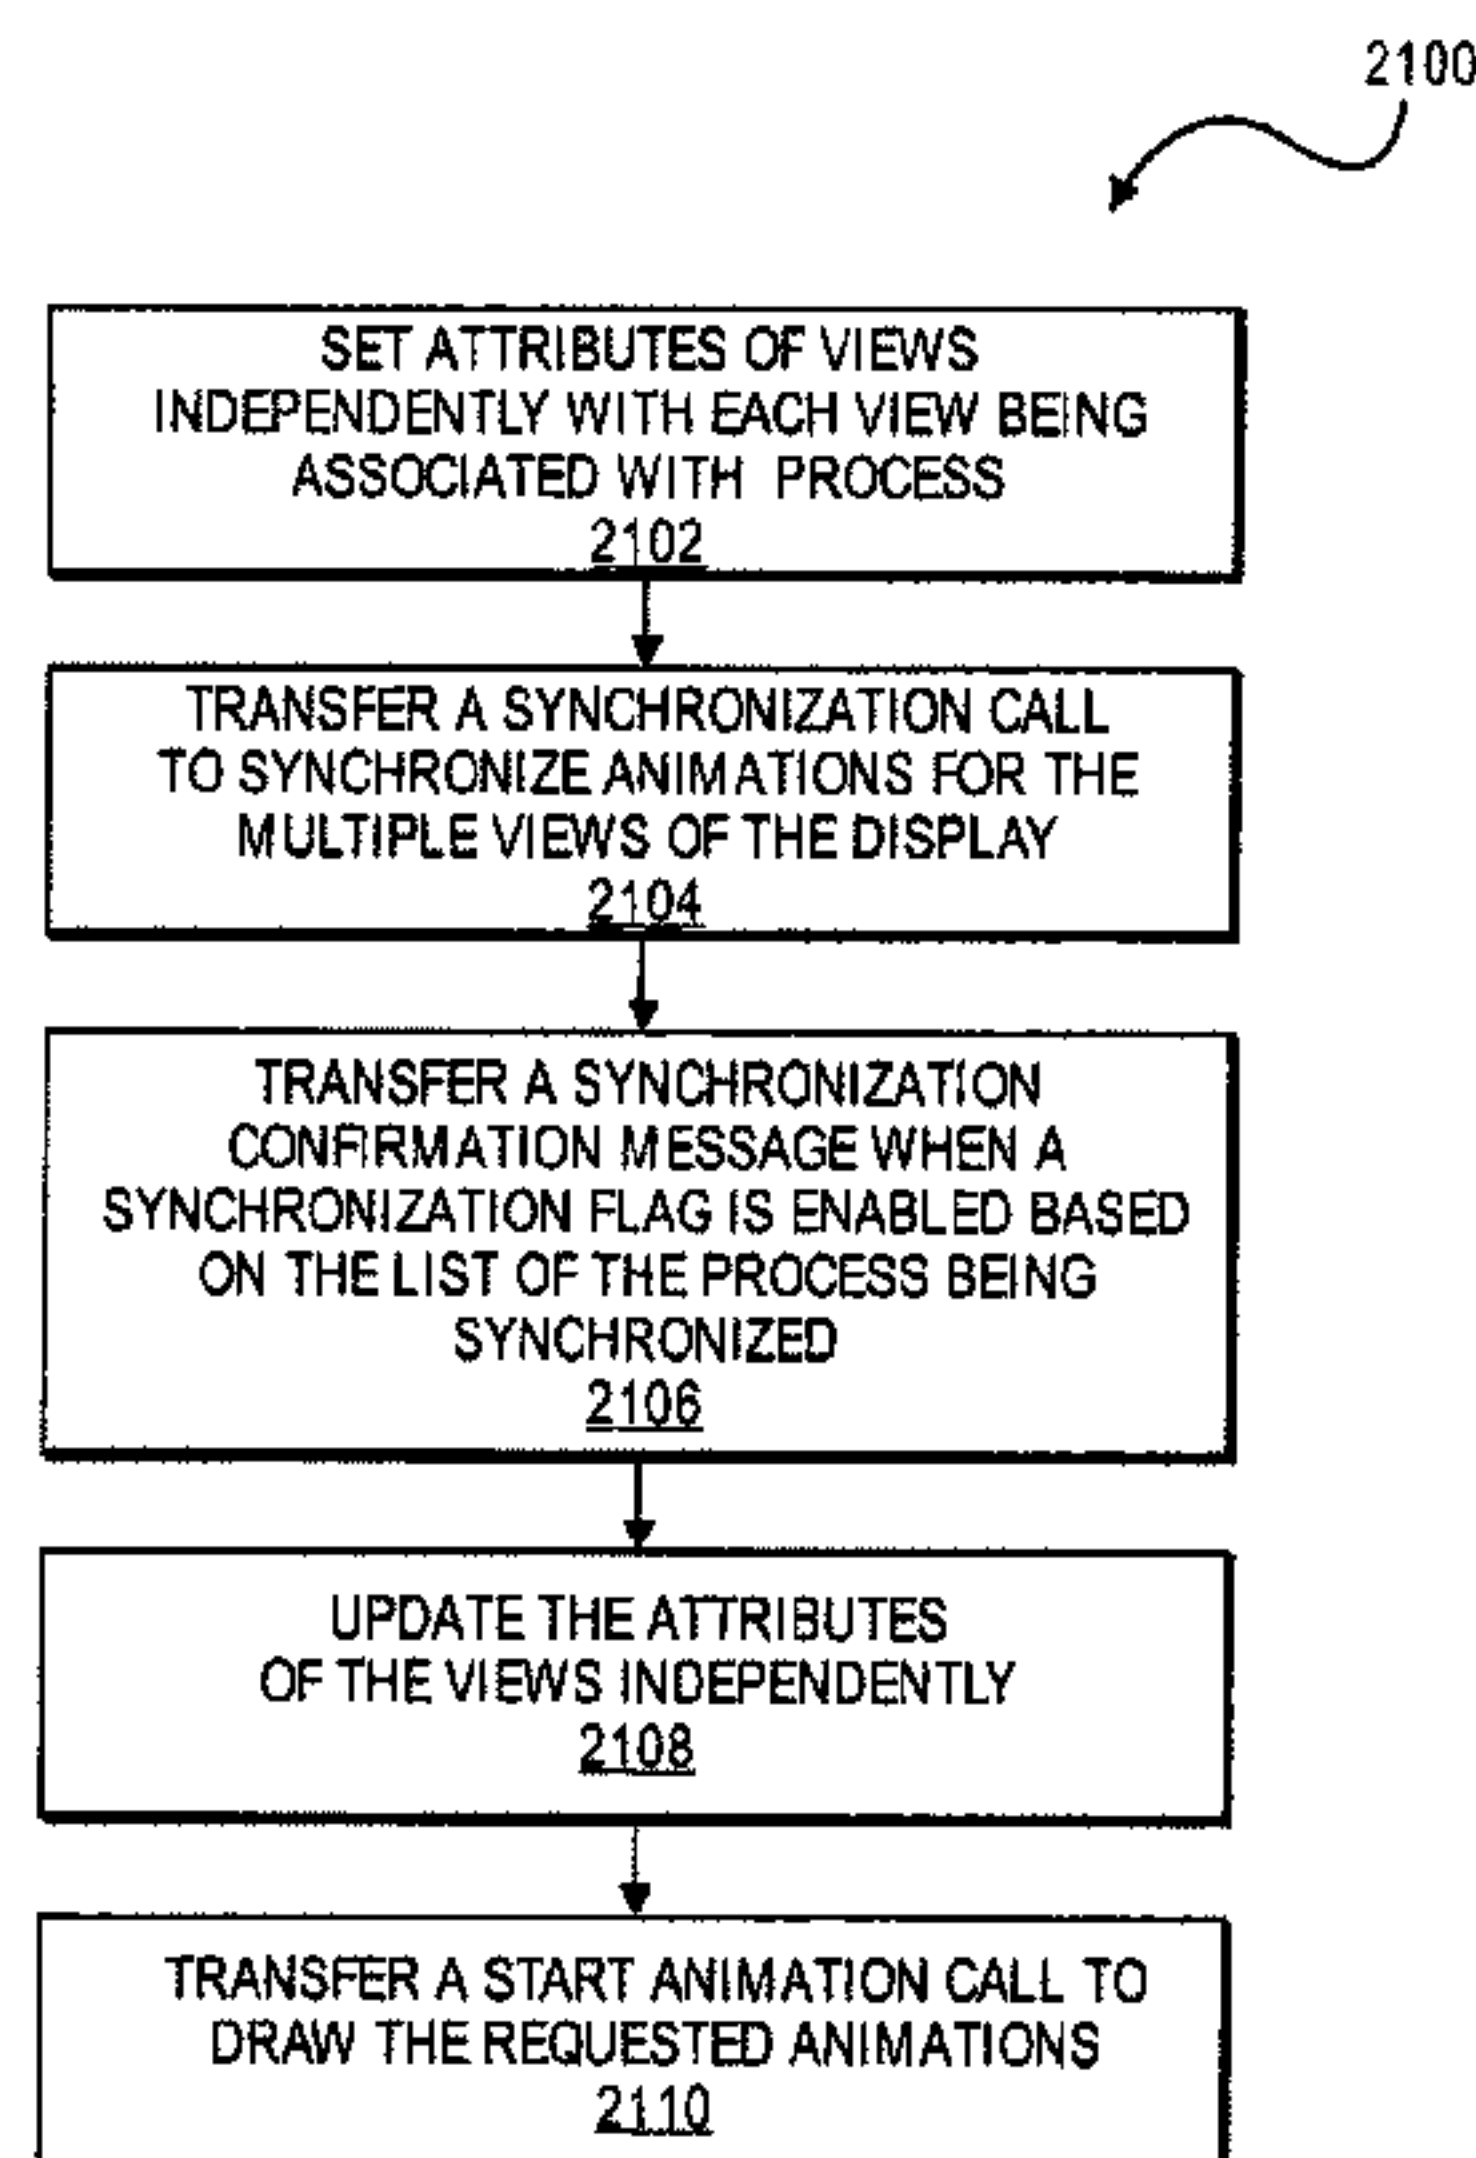 2100
SET ATTRIBUTES OF VIEWS
INDEPENDENTLY WITH EACH VIEW BEING
ASSOCIATED WITH PROCESS
2102
TRANSFER A SYNCHRONIZATION CALL
TO SYNCHRONIZE ANIMATIONS FOR THE
MULTIPLE VIEWS OF THE DISPLAY
2104
TRANSFER A SYNCHRONIZATION
CONFIRMATION MESSAGE WHEN A
SYNCHRONIZATION FLAG IS ENABLED BASED
ON THE LIST OF THE PROCESS BEING
SYNCHRONIZED
2106
UPDATE THE ATTRIBUTES
OF THE VIEWS INDEPENDENTLY
2108
TRANSFER A START ANIMATION CALL TO
DRAW THE REQUESTED ANIMATIONS
2110